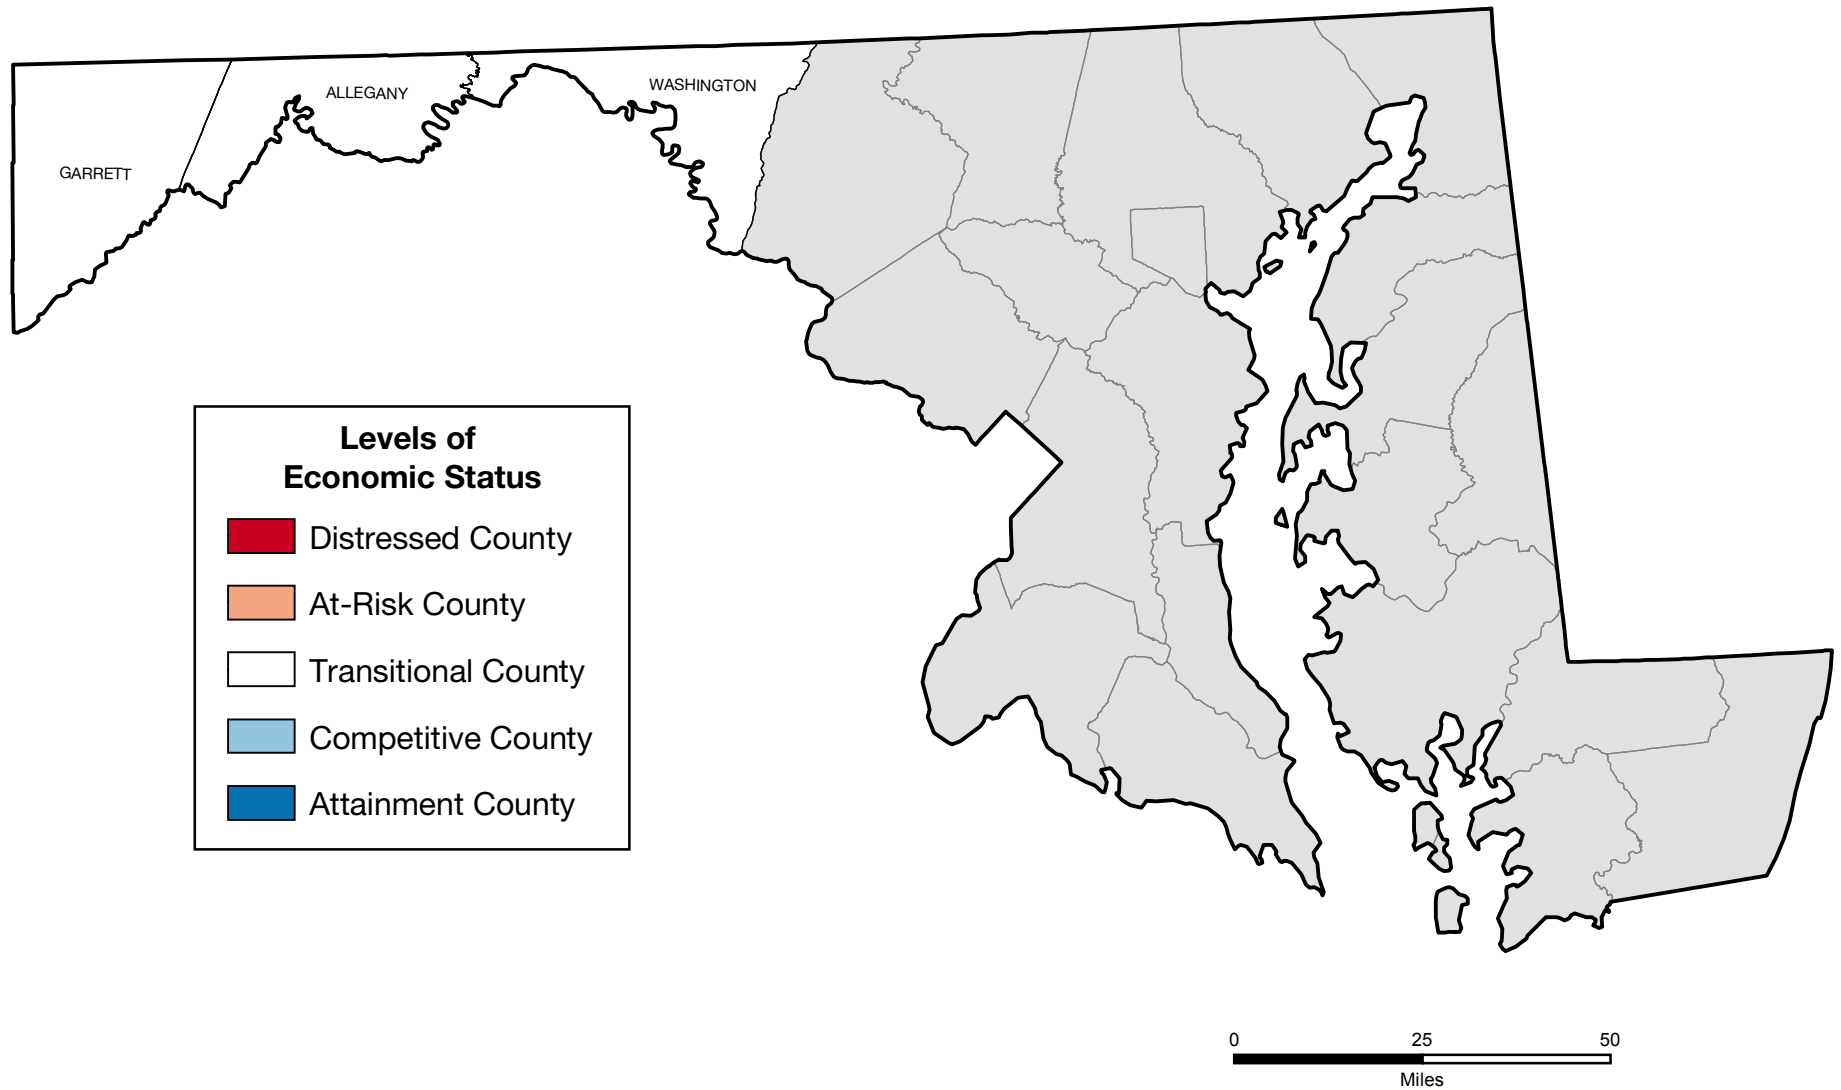 GARRETT
ALLEGANY
WASHINGTON
Levels of
Economic Status
Distressed County
At-Risk County
Transitional County
Competitive County
Attainment County
0 25 50
Miles